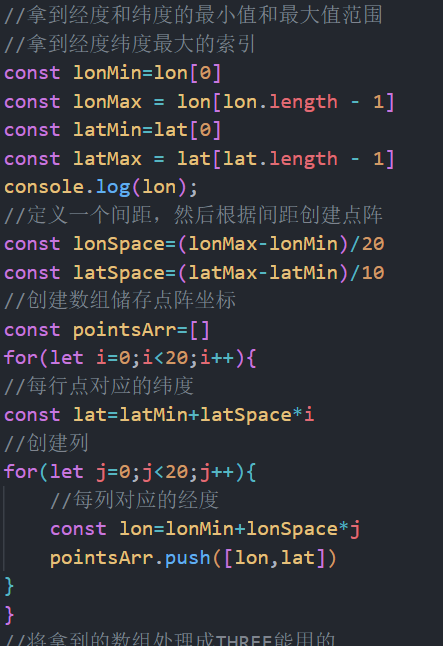 //拿到经度和纬度的最小值和最大值范围
//拿到经度纬度最大的索引
const lonMin=lon[0]
const lonMax = lon[lon.length - 1]
const latMin=lat[0]
const latMax = lat[lat.length - 1]
console.log(lon);
//定义一个间距，然后根据间距创建点阵
const lonSpace=(lonMax-lonMin)/20
const latSpace=(latMax-latMin)/10
//创建数组储存点阵坐标
const pointsArr=[]
for(let i=0;i<20;i++){
//每行点对应的纬度
const lat=latMin+latSpace*i
//创建列
for(let j=0;j<20;j++){
//每列对应的经度
const lon=lonMin+lonSpace*j
pointsArr.push([lon,lat])
}
}
//将拿到的数组处理成THREE能用的